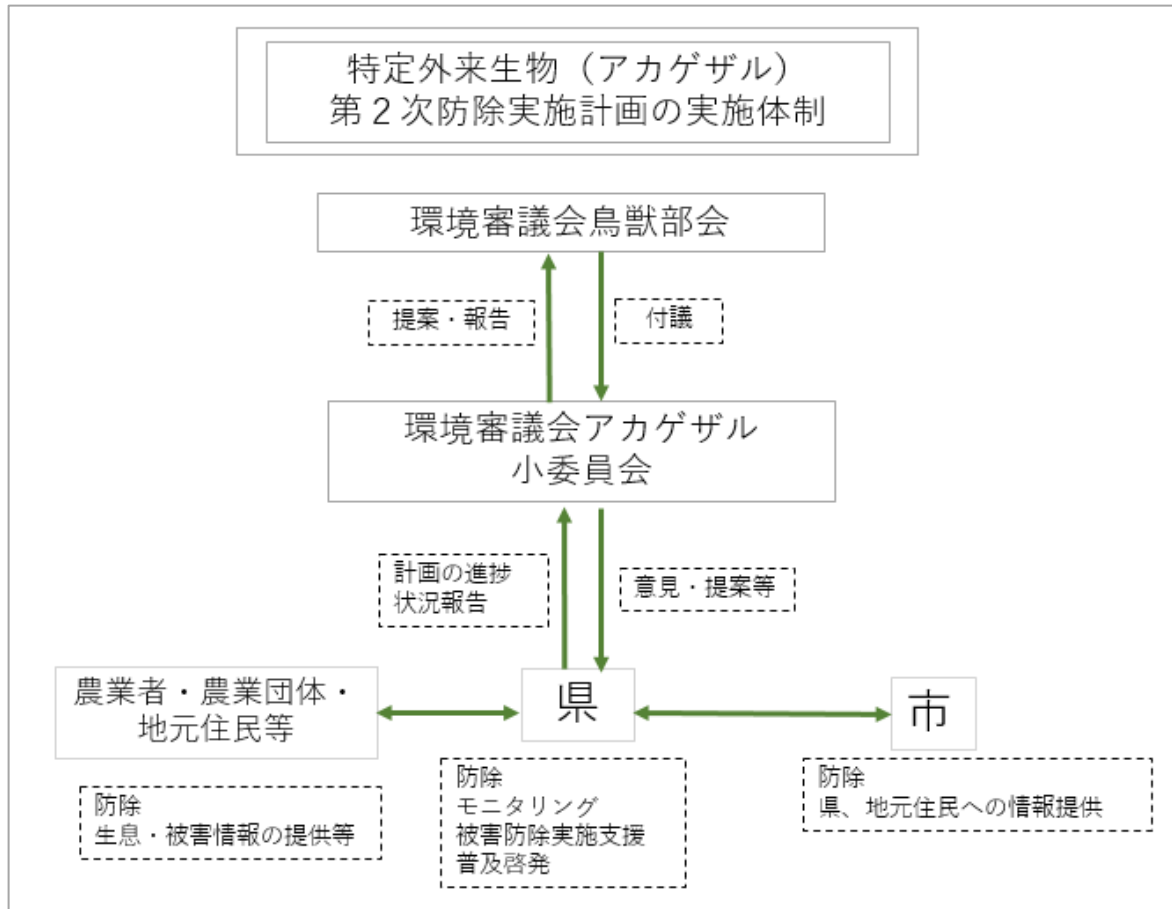 特定外来生物（アカゲザル）
第２次防除実施計画の実施体制
環境審議会鳥獣部会
提案・報告
付議
環境審議会アカゲザル
小委員会
計画の進捗
状況報告
意見・提案等
農業者・農業団体・
地元住民等
県
市
防除
生息・被害情報の提供等
防除
モニタリング
被害防除実施支援
普及啓発
防除
県、地元住民への情報提供